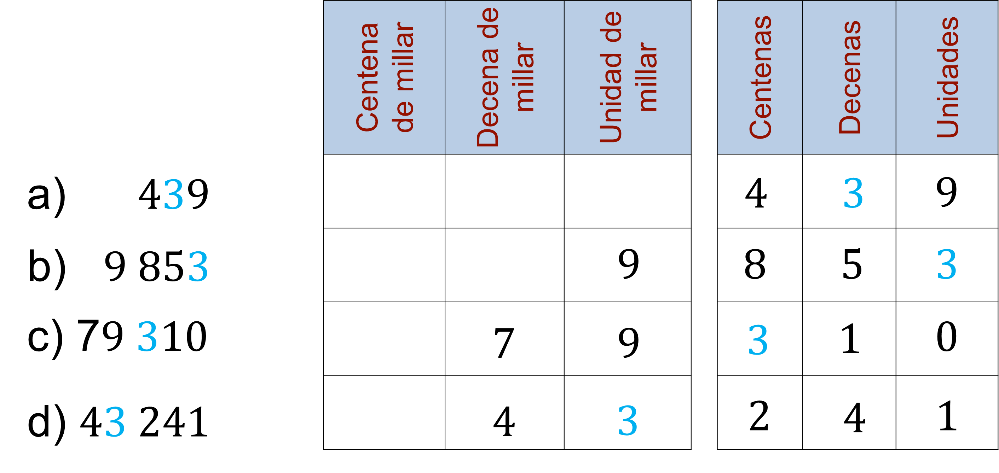 Centena de millar
Decena de millar
Unidad de millar
Centenas
Decenas
Unidades
a) 439 4 3 9
b) 9 853 9 8 5 3
c) 79 310 7 9 3 1 0
d) 43 241 4 3 2 4 1